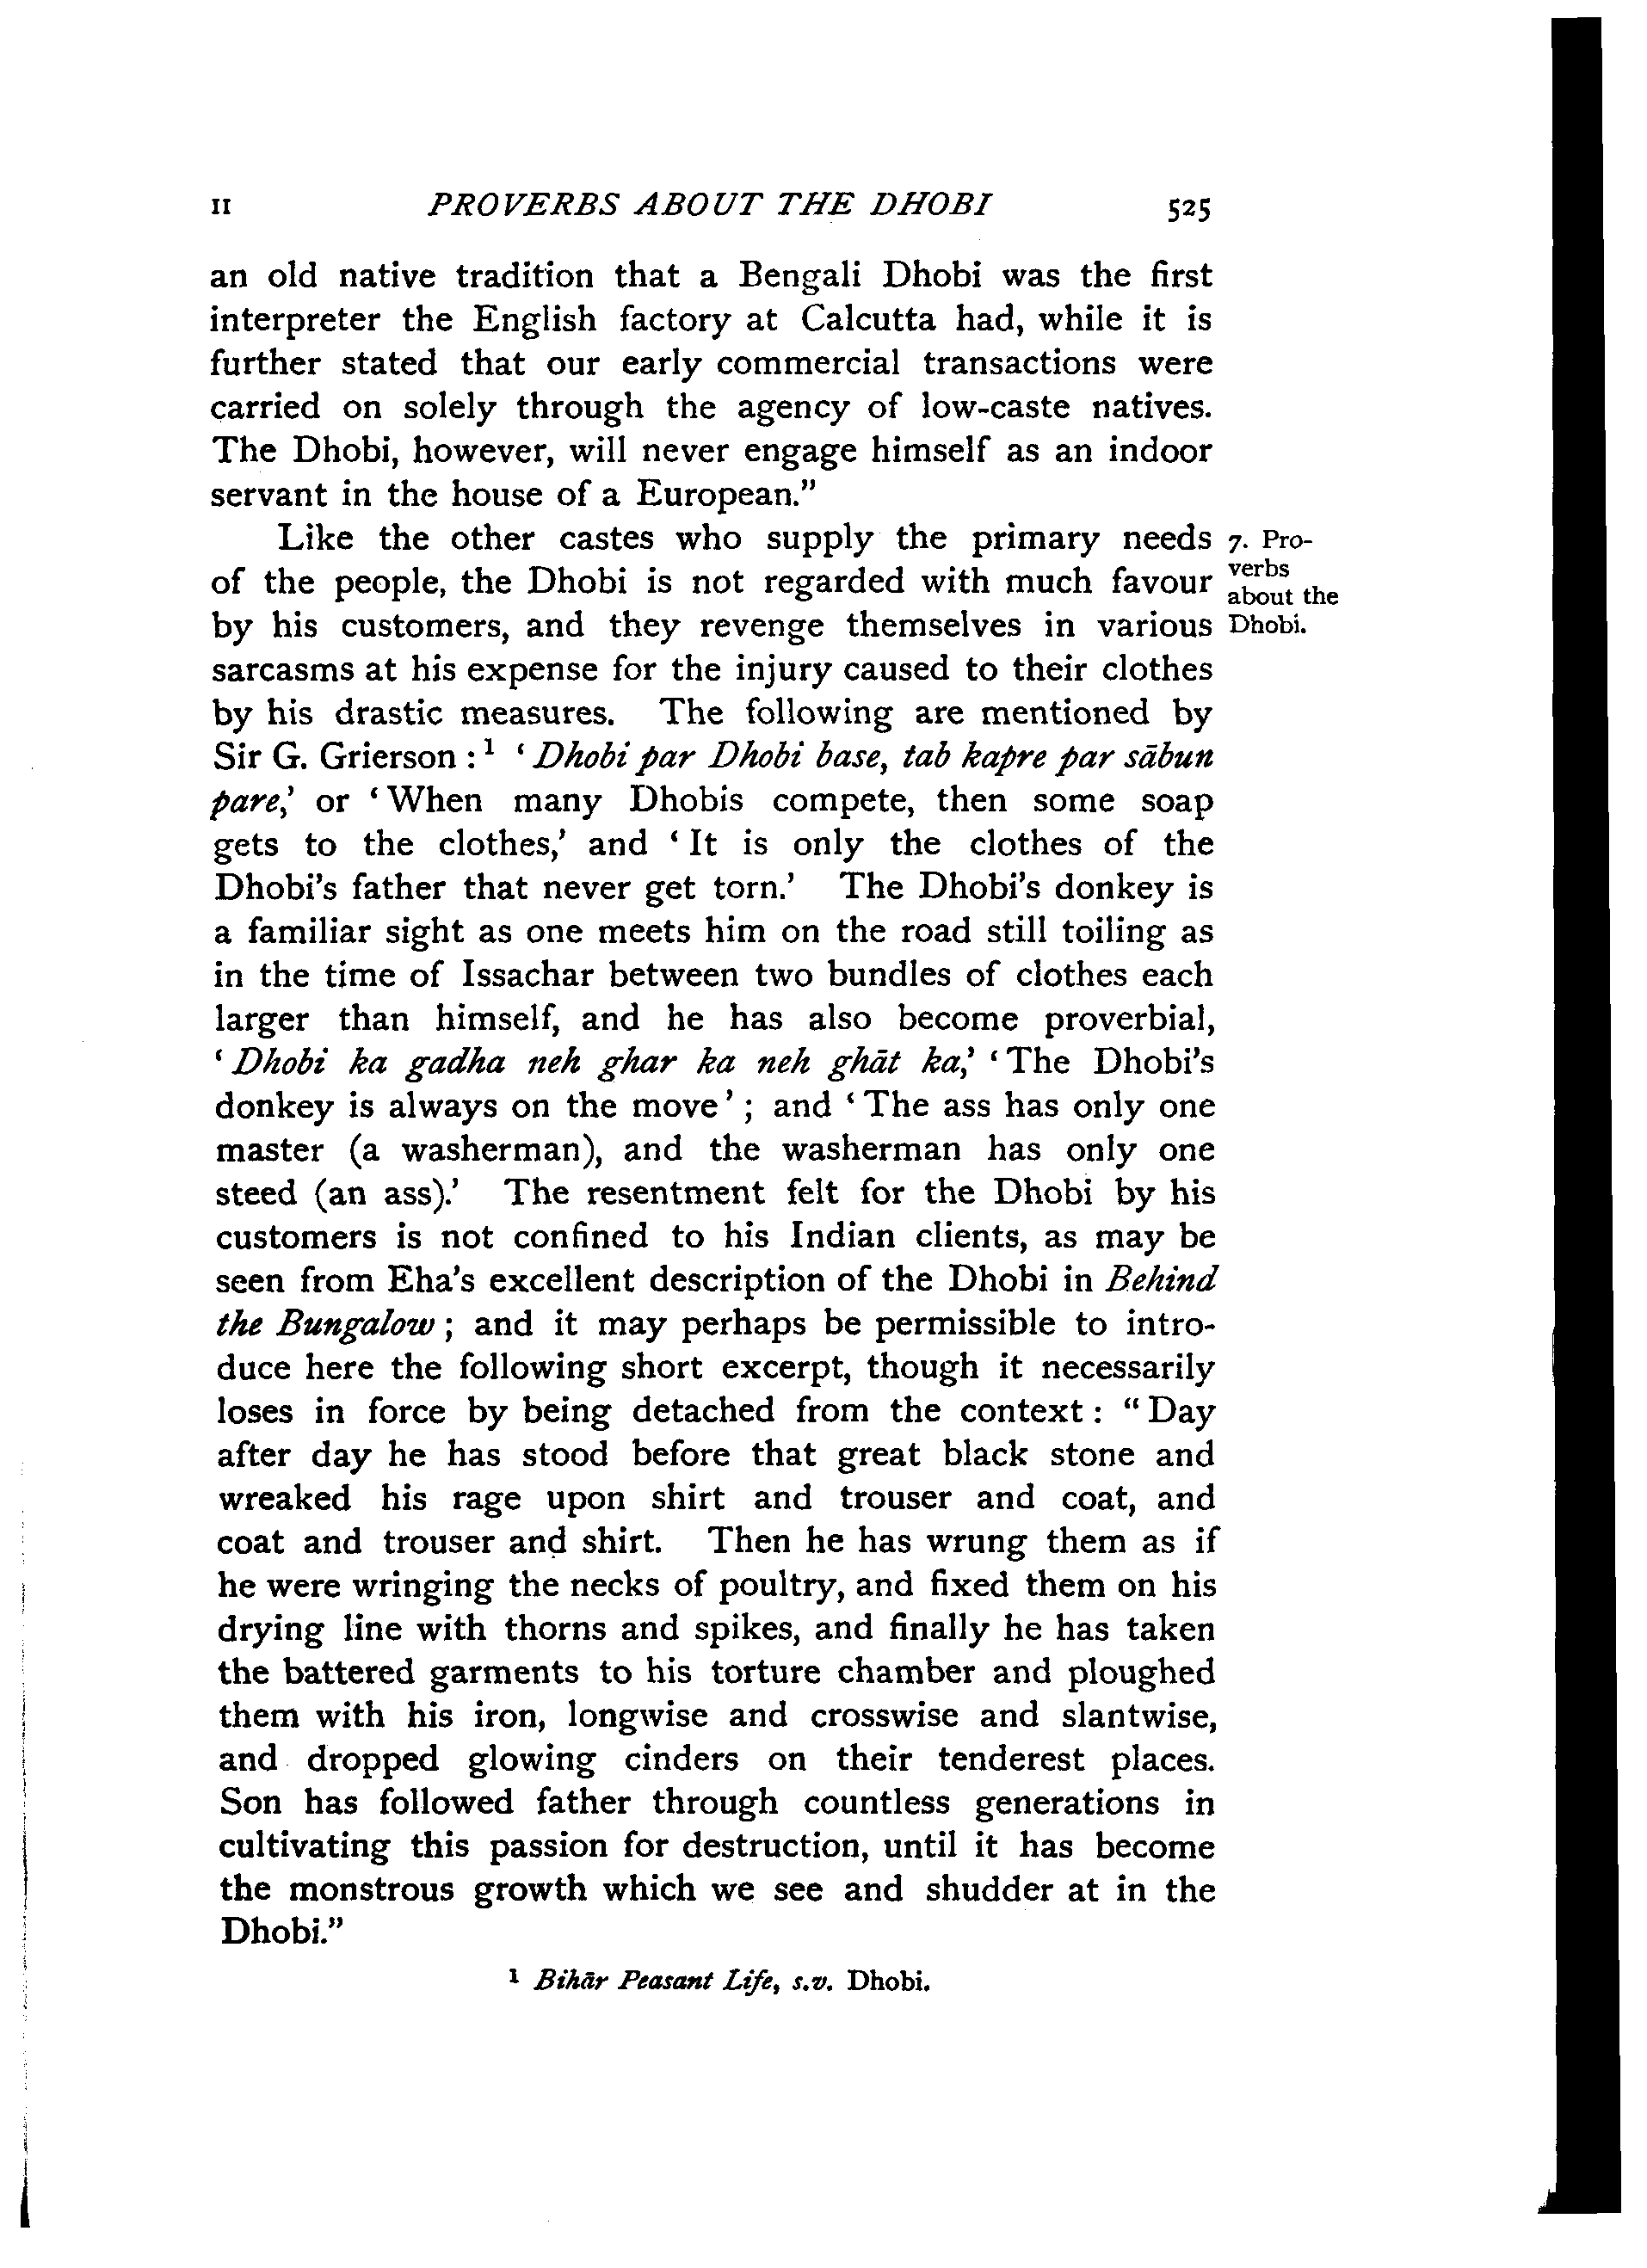 II PROVERBS ABOUT THE DHOBI 525
an old native tradition that a Bengali Dhobi was the first
interpreter the English factory at Calcutta had, while it is
further stated that our early commercial transactions were
carried on solely through the agency of low-caste natives.
The Dhobi, however, will never engage himself as an indoor
servant in the house of a European."
Like the other castes who supply the primary needs
of the people, the Dhobi is not regarded with much favour
by his customers, and they revenge themselves in various
sarcasms at his expense for the injury caused to their clothes
by his drastic measures. The following are mentioned by
Sir G. Grierson :¹ ‘Dhobi par Dhobi base, tab kapre par sābun
pare,’ or ‘When many Dhobis compete, then some soap
gets to the clothes,’ and ‘It is only the clothes of the
Dhobi's father that never get torn.’ The Dhobi's donkey is
a familiar sight as one meets him on the road still toiling as
in the time of Issachar between two bundles of clothes each
larger than himself, and he has also become proverbial,
‘Dhobi ka gadha neh ghar ka neh ghāt ka,’ ‘The Dhobi's
donkey is always on the move’; and ‘The ass has only one
master (a washerman), and the washerman has only one
steed (an ass).’ The resentment felt for the Dhobi by his
customers is not confined to his Indian clients, as may be
seen from Eha's excellent description of the Dhobi in Behind
the Bungalow; and it may perhaps be permissible to intro-
duce here the following short excerpt, though it necessarily
loses in force by being detached from the context: "Day
after day he has stood before that great black stone and
wreaked his rage upon shirt and trouser and coat, and
coat and trouser and shirt. Then he has wrung them as if
he were wringing the necks of poultry, and fixed them on his
drying line with thorns and spikes, and finally he has taken
the battered garments to his torture chamber and ploughed
them with his iron, longwise and crosswise and slantwise,
and dropped glowing cinders on their tenderest places.
Son has followed father through countless generations in
cultivating this passion for destruction, until it has become
the monstrous growth which we see and shudder at in the
Dhobi."
7. Pro-
verbs
about the
Dhobi.
¹ Bihār Peasant Life, s.v. Dhobi.